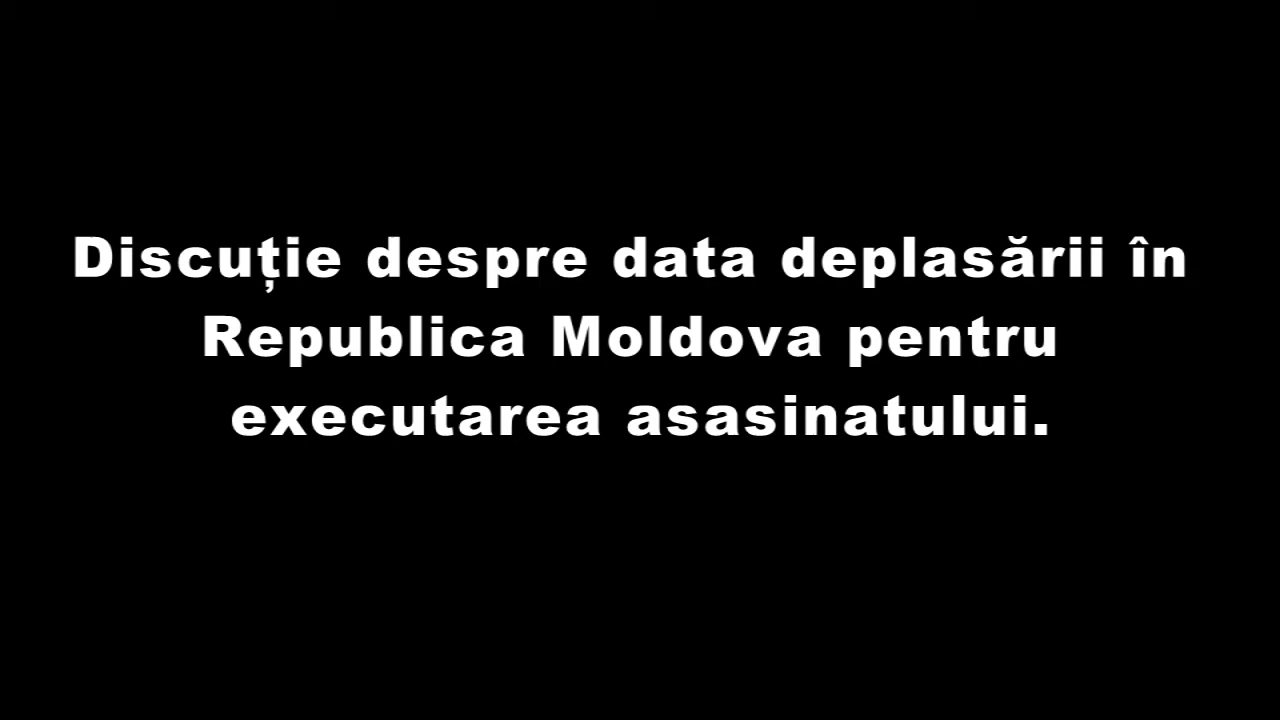 Discuție despre data deplasării în
Republica Moldova pentru
executarea asasinatului.